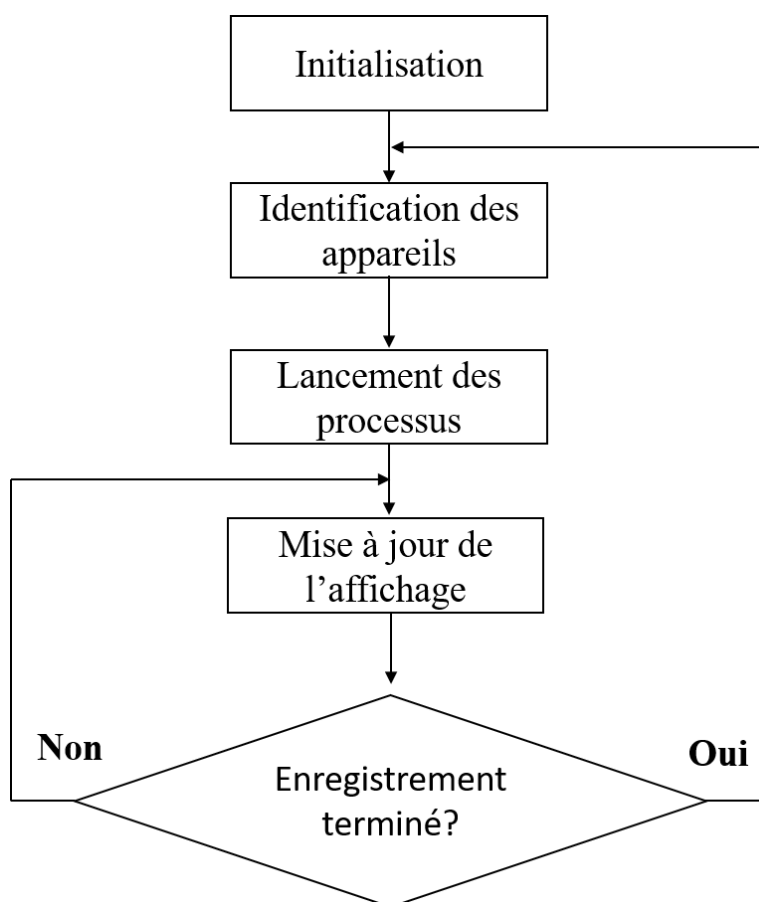 Initialisation
Identification des
appareils
Lancement des
processus
Mise à jour de
l’affichage
Non
Oui
Enregistrement
terminé?